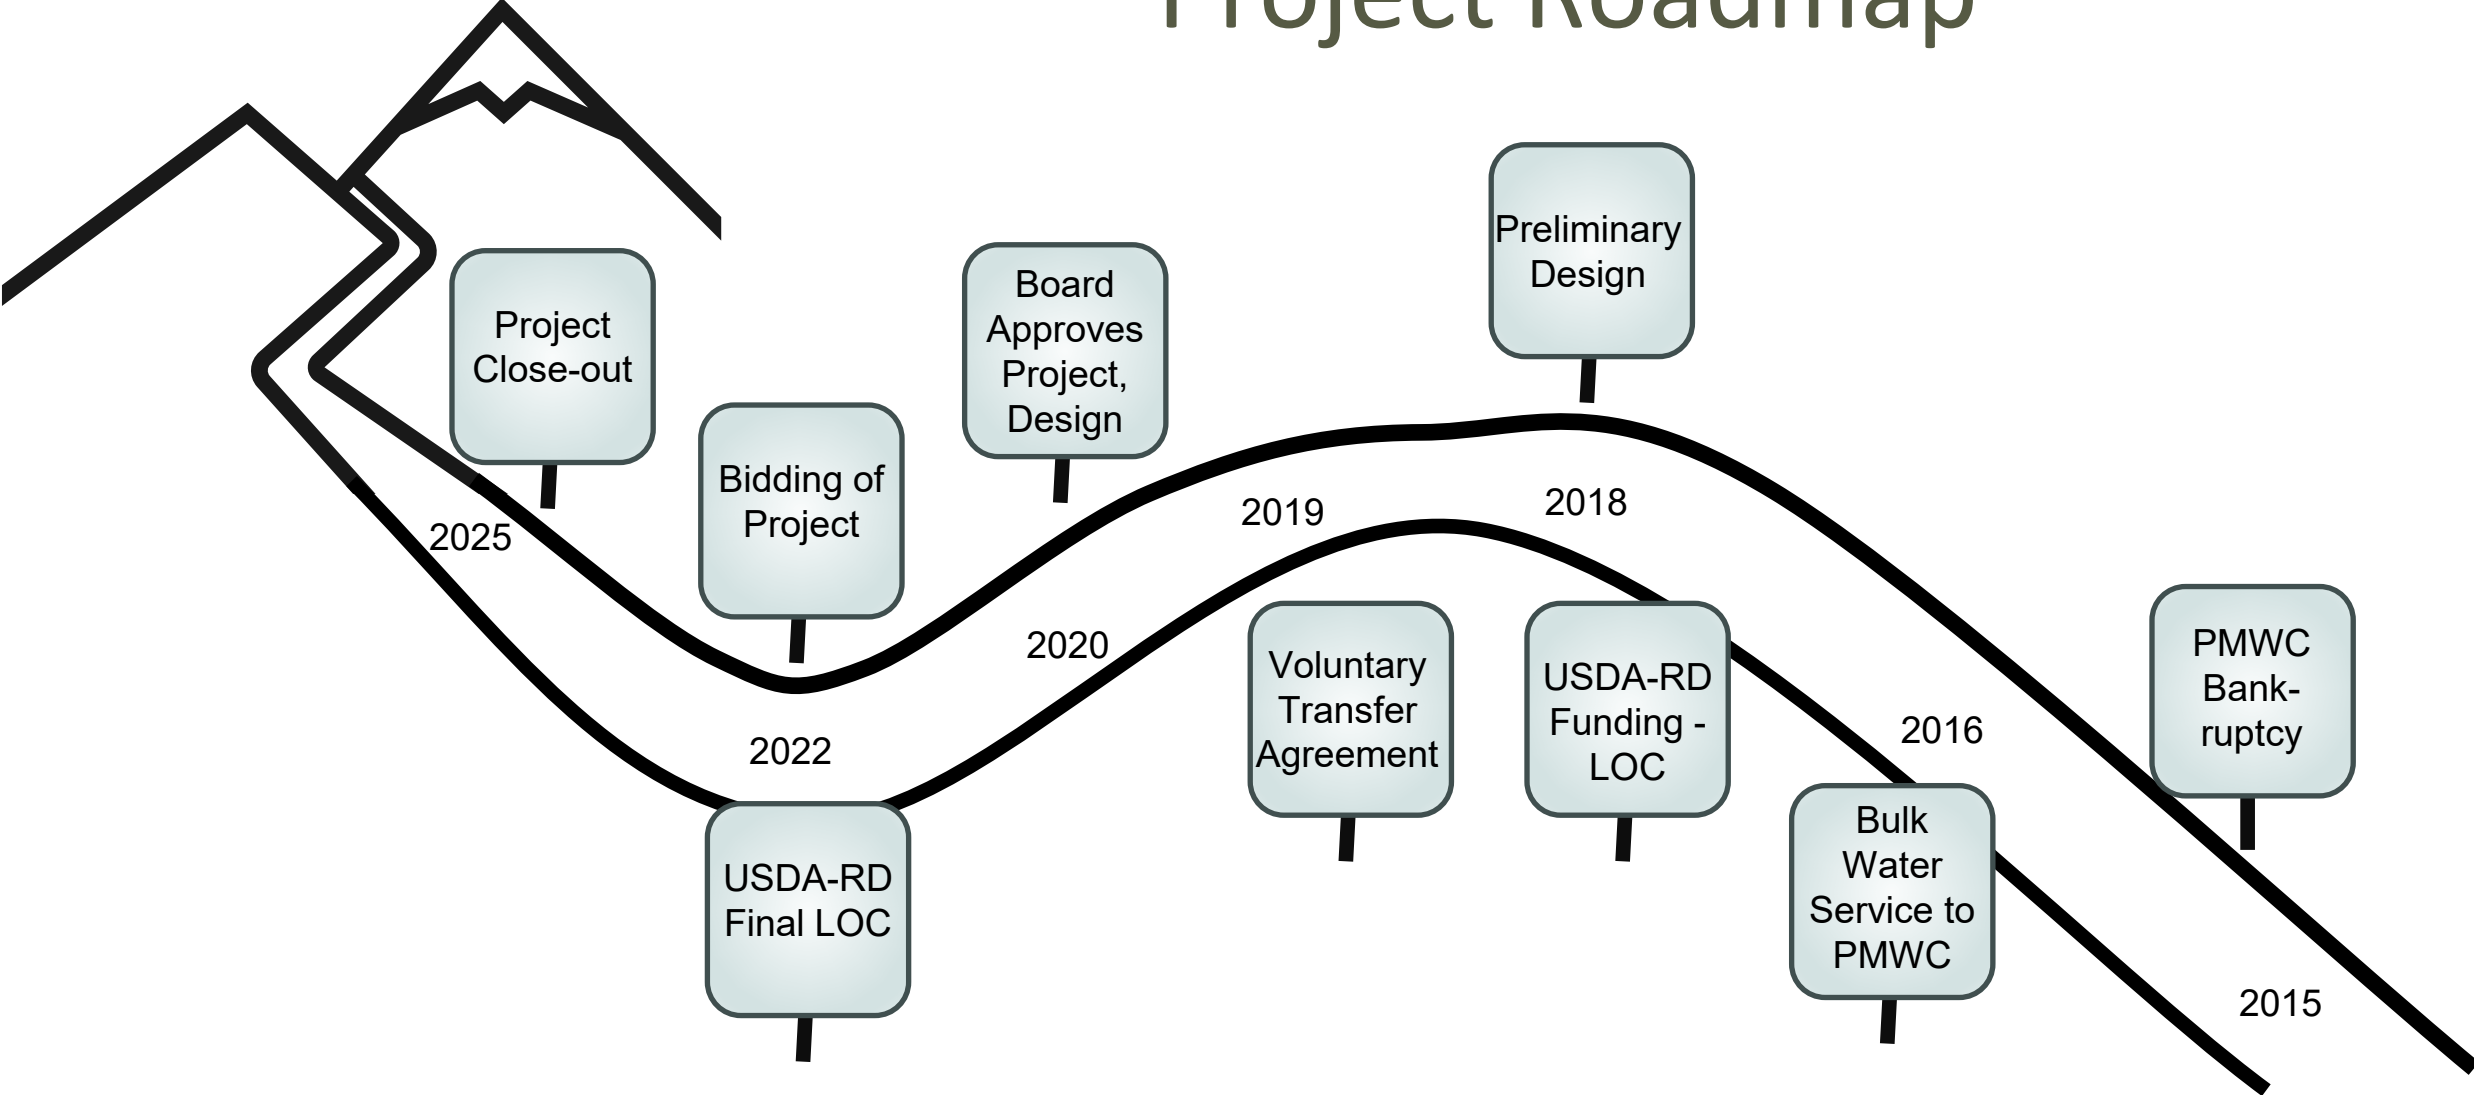 Project Roadmap
Preliminary
Design
Board
Approves
Project,
Design
Project
Close-out
Bidding of
Project
2025
2022
2020
2019
2018
2016
2015
PMWC
Bank-
ruptcy
Voluntary
Transfer
Agreement
USDA-RD
Funding -
LOC
Bulk
Water
Service to
PMWC
USDA-RD
Final LOC